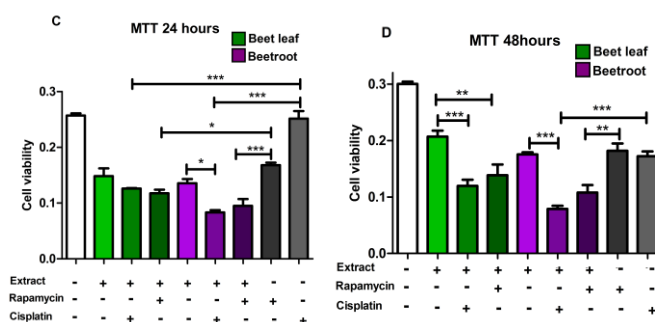 C
MTT 24 hours
Beet leaf
Beetroot
***
***
*
***
*
Cell viability
0.3
0.2
0.1
0.0
Extract - + + + + + + - -
Rapamycin - - - + - - + + -
Cisplatin - - + - - + - - +
D
MTT 48hours
Beet leaf
Beetroot
**
***
***
***
**
Cell viability
0.3
0.2
0.1
0.0
Extract - + + + + + + - -
Rapamycin - - - + - - + + -
Cisplatin - - + - - + - - +